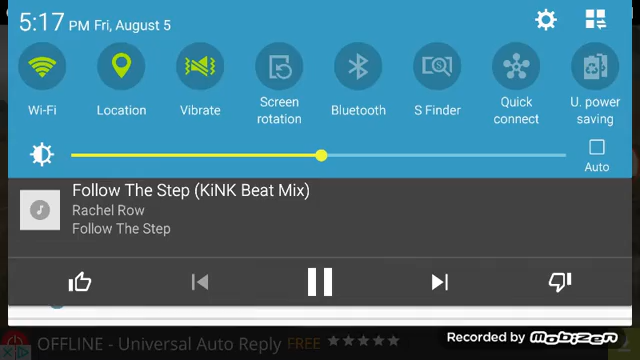 5:17 PM Fri, August 5
Wi-Fi
Location
Vibrate
Screen rotation
Bluetooth
S Finder
Quick connect
U. power saving
Auto
Follow The Step (KiNK Beat Mix)
Rachel Row
Follow The Step
OFFLINE - Universal Auto Reply FREE
Recorded by Mobizen